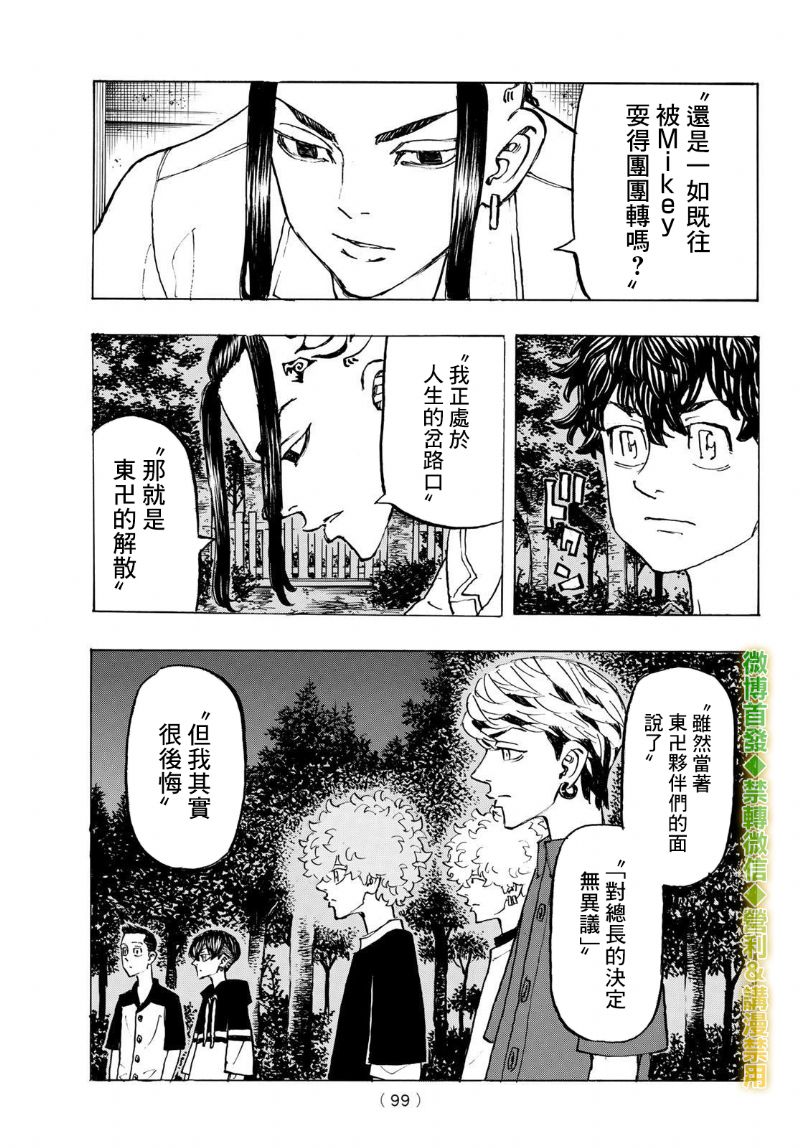 〝還是一如既往
被Mikey
耍得團團轉嗎？〟
ドクン
〝我正處於
人生的岔路口〟
〝那就是
東卍的解散〟
〝雖然當著
東卍夥伴們的面
說了〟
〝「對總長的決定
無異議」〟
〝但我其實
很後悔〟
微博首發◆禁轉微信◆營利&講漫禁用
(99)